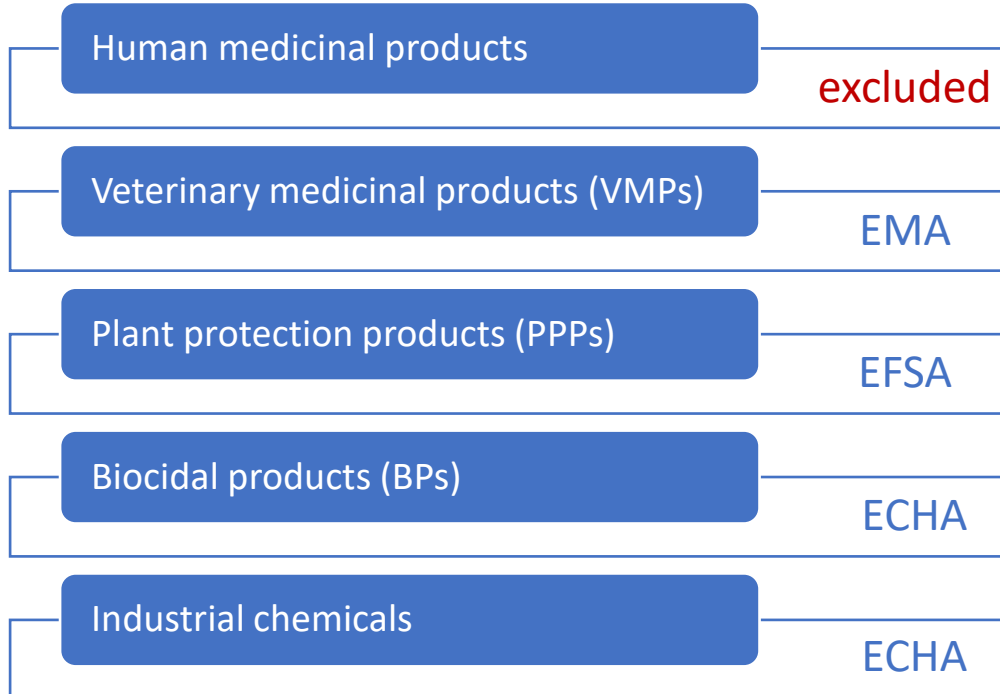 Human medicinal products
excluded
Veterinary medicinal products (VMPs)
EMA
Plant protection products (PPPs)
EFSA
Biocidal products (BPs)
ECHA
Industrial chemicals
ECHA